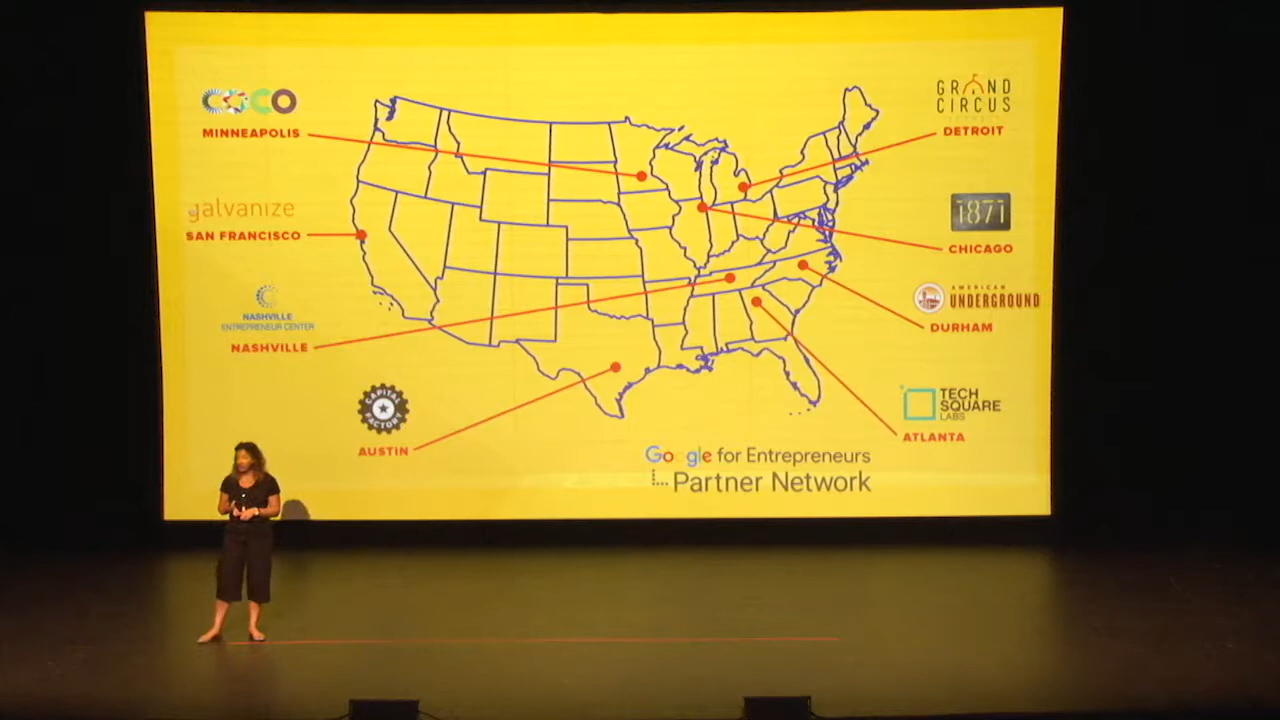 COCO
MINNEAPOLIS
galvanize
SAN FRANCISCO
NASHVILLE
ENTREPRENEUR CENTER
NASHVILLE
CAPITAL
FACTORY
AUSTIN
GRAND
CIRCUS
DETROIT
1871
CHICAGO
AMERICAN
UNDERGROUND
DURHAM
TECH
SQUARE
LABS
ATLANTA
Google for Entrepreneurs
Partner Network